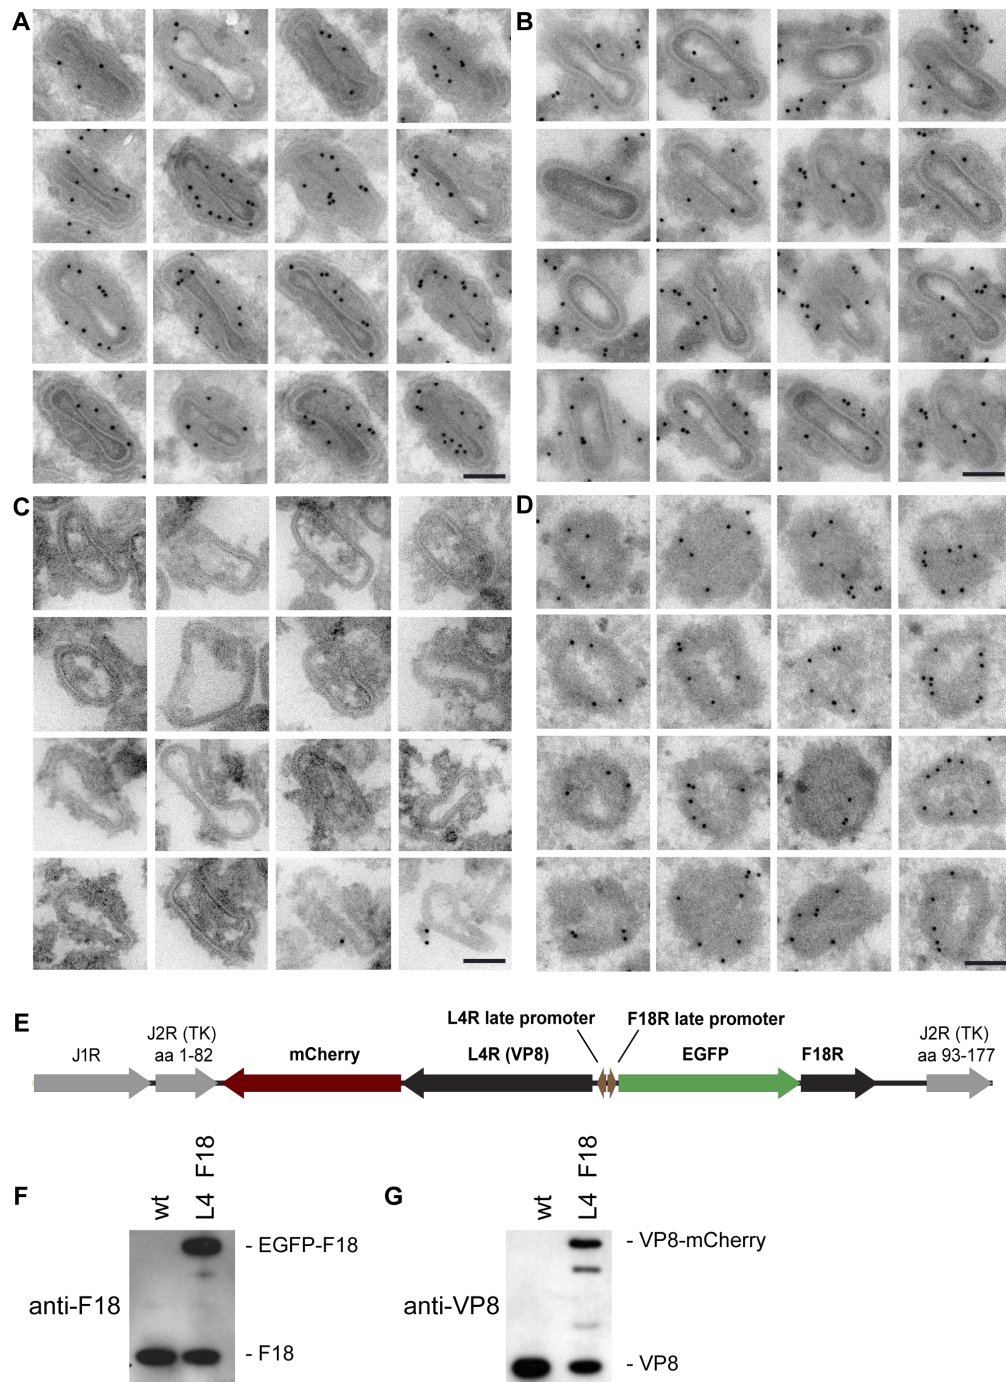 A
B
C
D
E
L4R late promoter
F18R late promoter
J1R
J2R (TK)
aa 1-82
mCherry
L4R (VP8)
EGFP
F18R
J2R (TK)
aa 93-177
F
wt
L4 F18
- EGFP-F18
anti-F18
- F18
G
wt
L4 F18
- VP8-mCherry
anti-VP8
- VP8